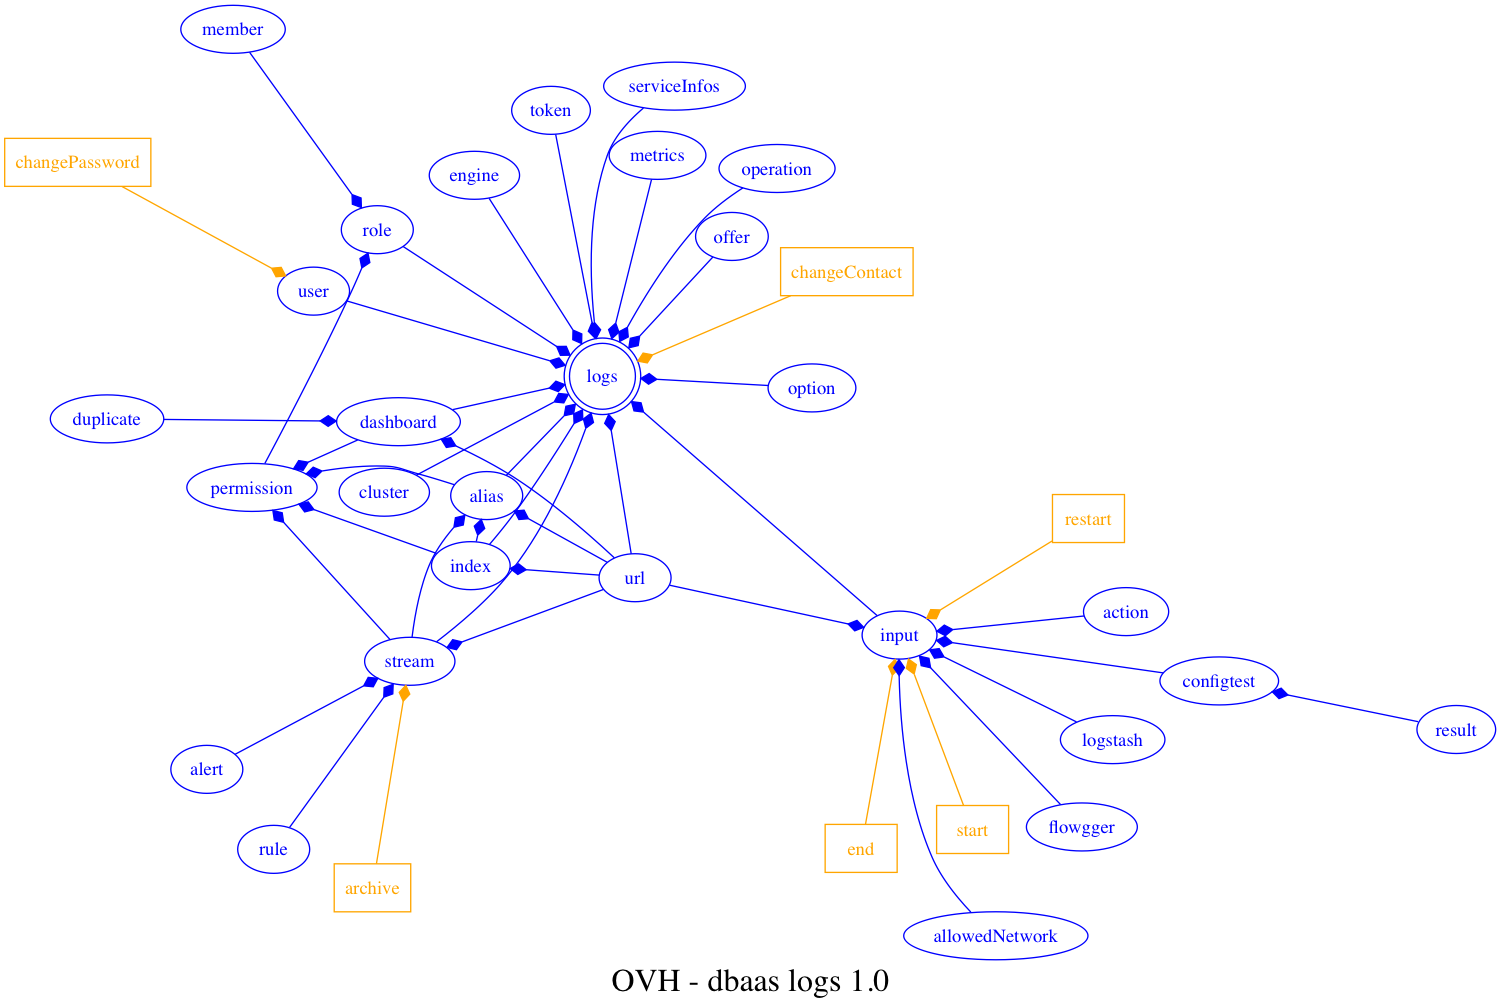 member
serviceInfos
token
metrics
changePassword
operation
engine
role
offer
changeContact
user
logs
option
duplicate
dashboard
permission
cluster
alias
restart
index
url
action
input
stream
configtest
result
logstash
alert
flowgger
start
rule
end
archive
allowedNetwork
OVH - dbaas logs 1.0